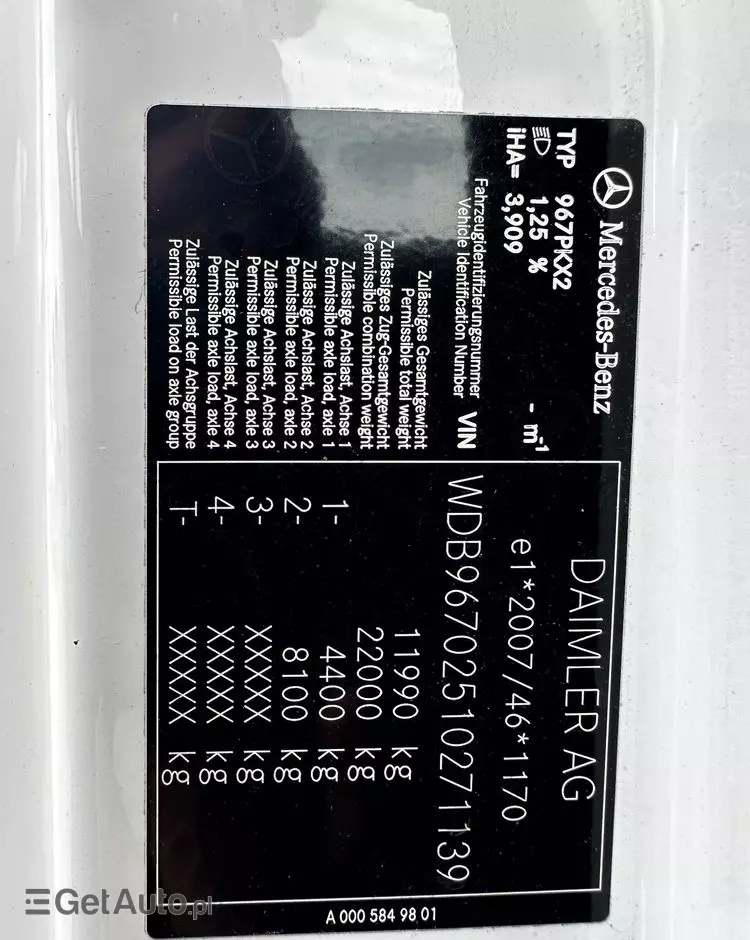 Mercedes-Benz
TYP 967PKX2
1,25 % - m⁻¹
iHA= 3,909
DAIMLER AG
e1*2007/46*1170
Fahrzeugidentifizierungsnummer
Vehicle Identification Number VIN WDB9670251027 1139
Zulässiges Gesamtgewicht
Permissible total weight 11990 kg
Zulässiges Zug-Gesamtgewicht
Permissible combination weight 22000 kg
Zulässige Achslast, Achse 1
Permissible axle load, axle 1 1- 4400 kg
Zulässige Achslast, Achse 2
Permissible axle load, axle 2 2- 8100 kg
Zulässige Achslast, Achse 3
Permissible axle load, axle 3 3- XXXXX kg
Zulässige Achslast, Achse 4
Permissible axle load, axle 4 4- XXXXX kg
Zulässige Last der Achsgruppe
Permissible load on axle group T- XXXXX kg
A 000 584 98 01
GetAuto.pl